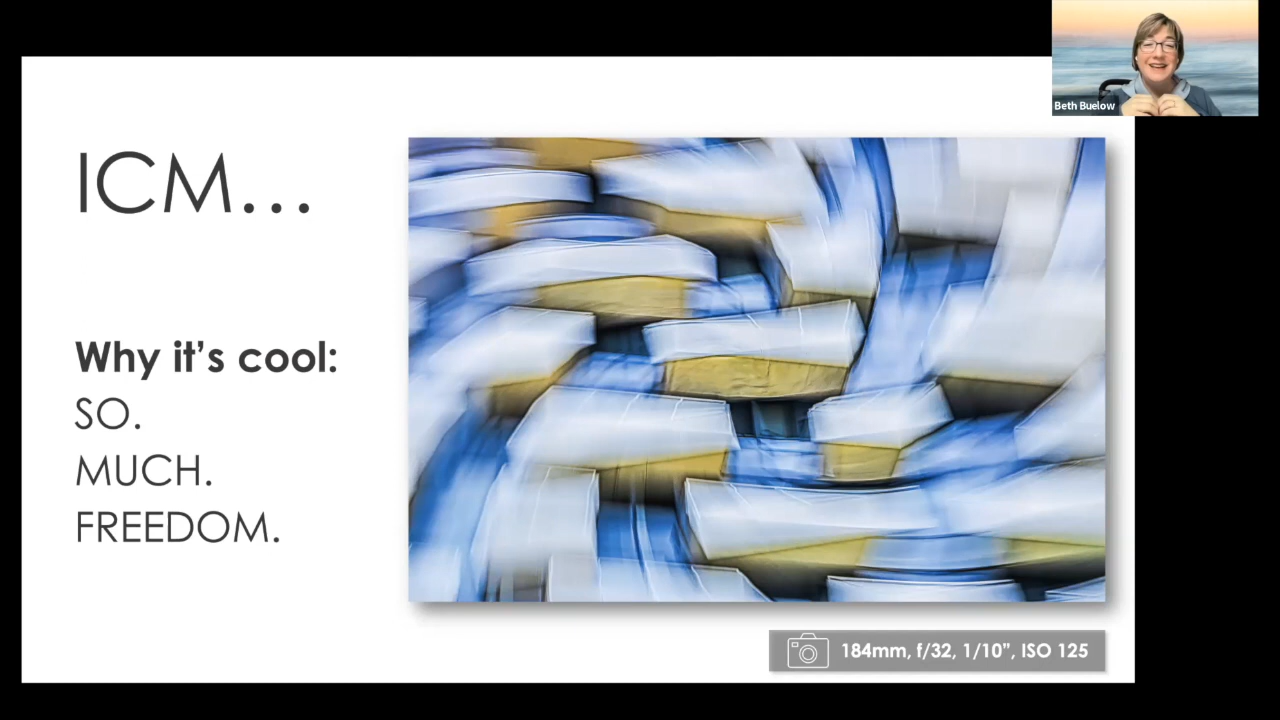 Beth Buelow
ICM...
Why it's cool:
SO.
MUCH.
FREEDOM.
184mm, f/32, 1/10", ISO 125